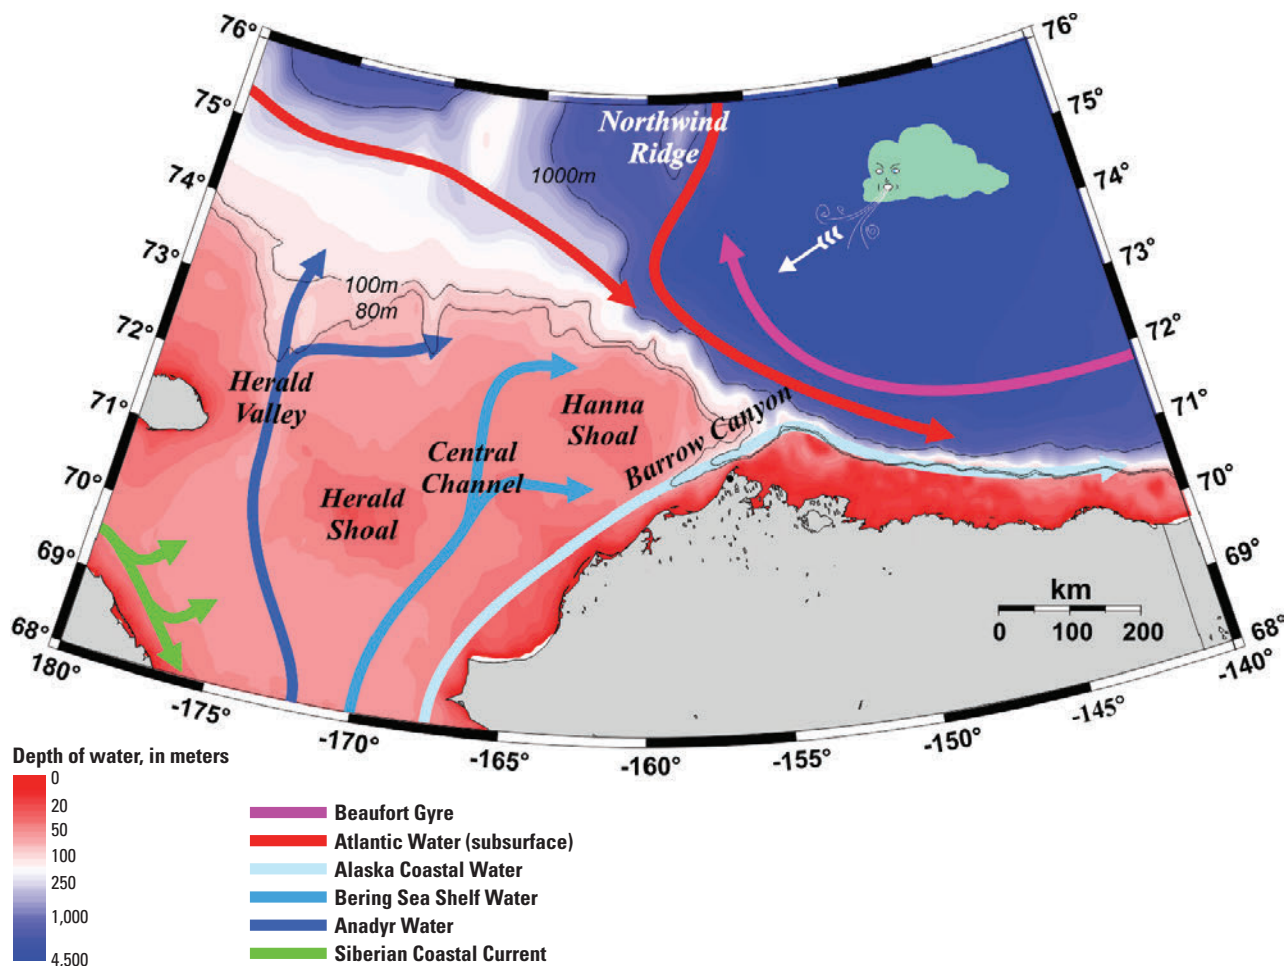 76°
75°
74°
73°
72°
71°
70°
69°
68°
180°
-175°
-170°
-165°
-160°
-155°
-150°
-145°
-140°
76°
75°
74°
73°
72°
71°
70°
69°
68°
Northwind
Ridge
1000m
100m
80m
Herald
Valley
Hanna
Shoal
Central
Channel
Barrow Canyon
Herald
Shoal
km
0 100 200
Depth of water, in meters
0
20
50
100
250
1,000
4,500
Beaufort Gyre
Atlantic Water (subsurface)
Alaska Coastal Water
Bering Sea Shelf Water
Anadyr Water
Siberian Coastal Current